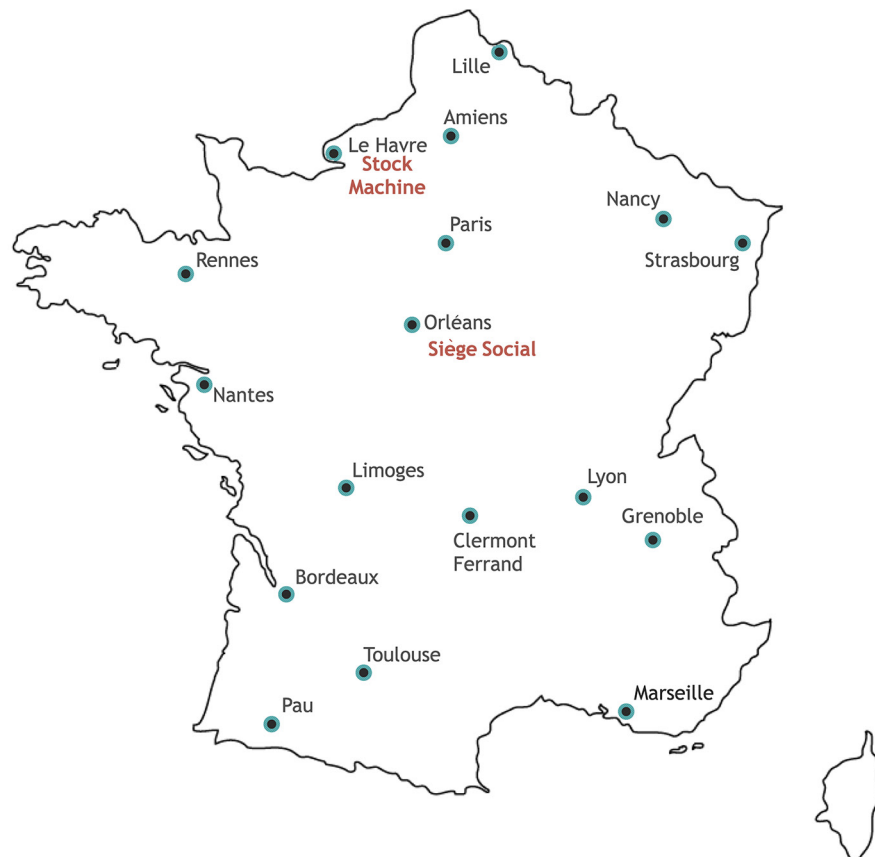 Lille
Amiens
Le Havre
Stock
Machine
Nancy
Paris
Strasbourg
Rennes
Orléans
Siège Social
Nantes
Limoges
Lyon
Grenoble
Clermont
Ferrand
Bordeaux
Toulouse
Marseille
Pau